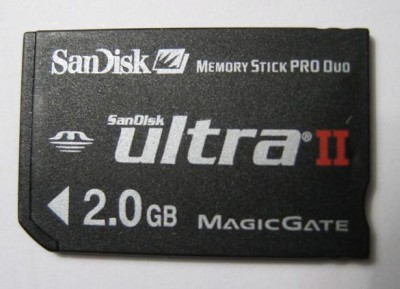 SanDisk MEMORY STICK PRO DUO
SanDisk
ultra® II
2.0 GB MAGICGATE